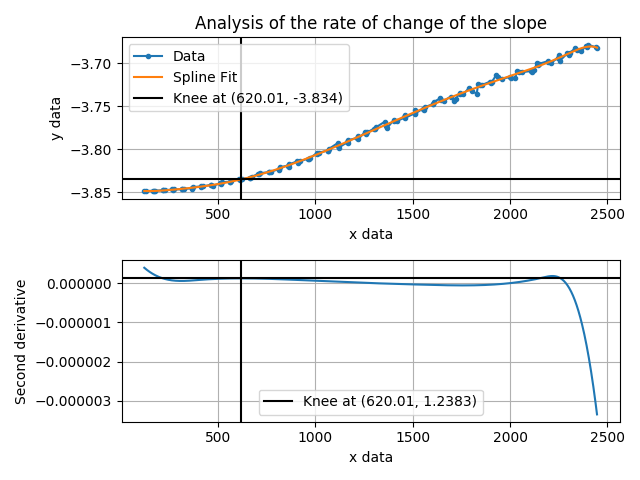 Analysis of the rate of change of the slope
Data
Spline Fit
Knee at (620.01, -3.834)
y data
−3.70
−3.75
−3.80
−3.85
500
1000
1500
2000
2500
x data
Second derivative
0.000000
−0.000001
−0.000002
−0.000003
Knee at (620.01, 1.2383)
500
1000
1500
2000
2500
x data